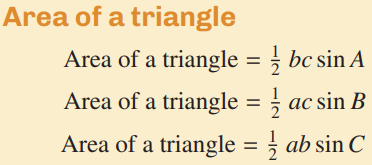 Area of a triangle
Area of a triangle = ½ bc sin A
Area of a triangle = ½ ac sin B
Area of a triangle = ½ ab sin C